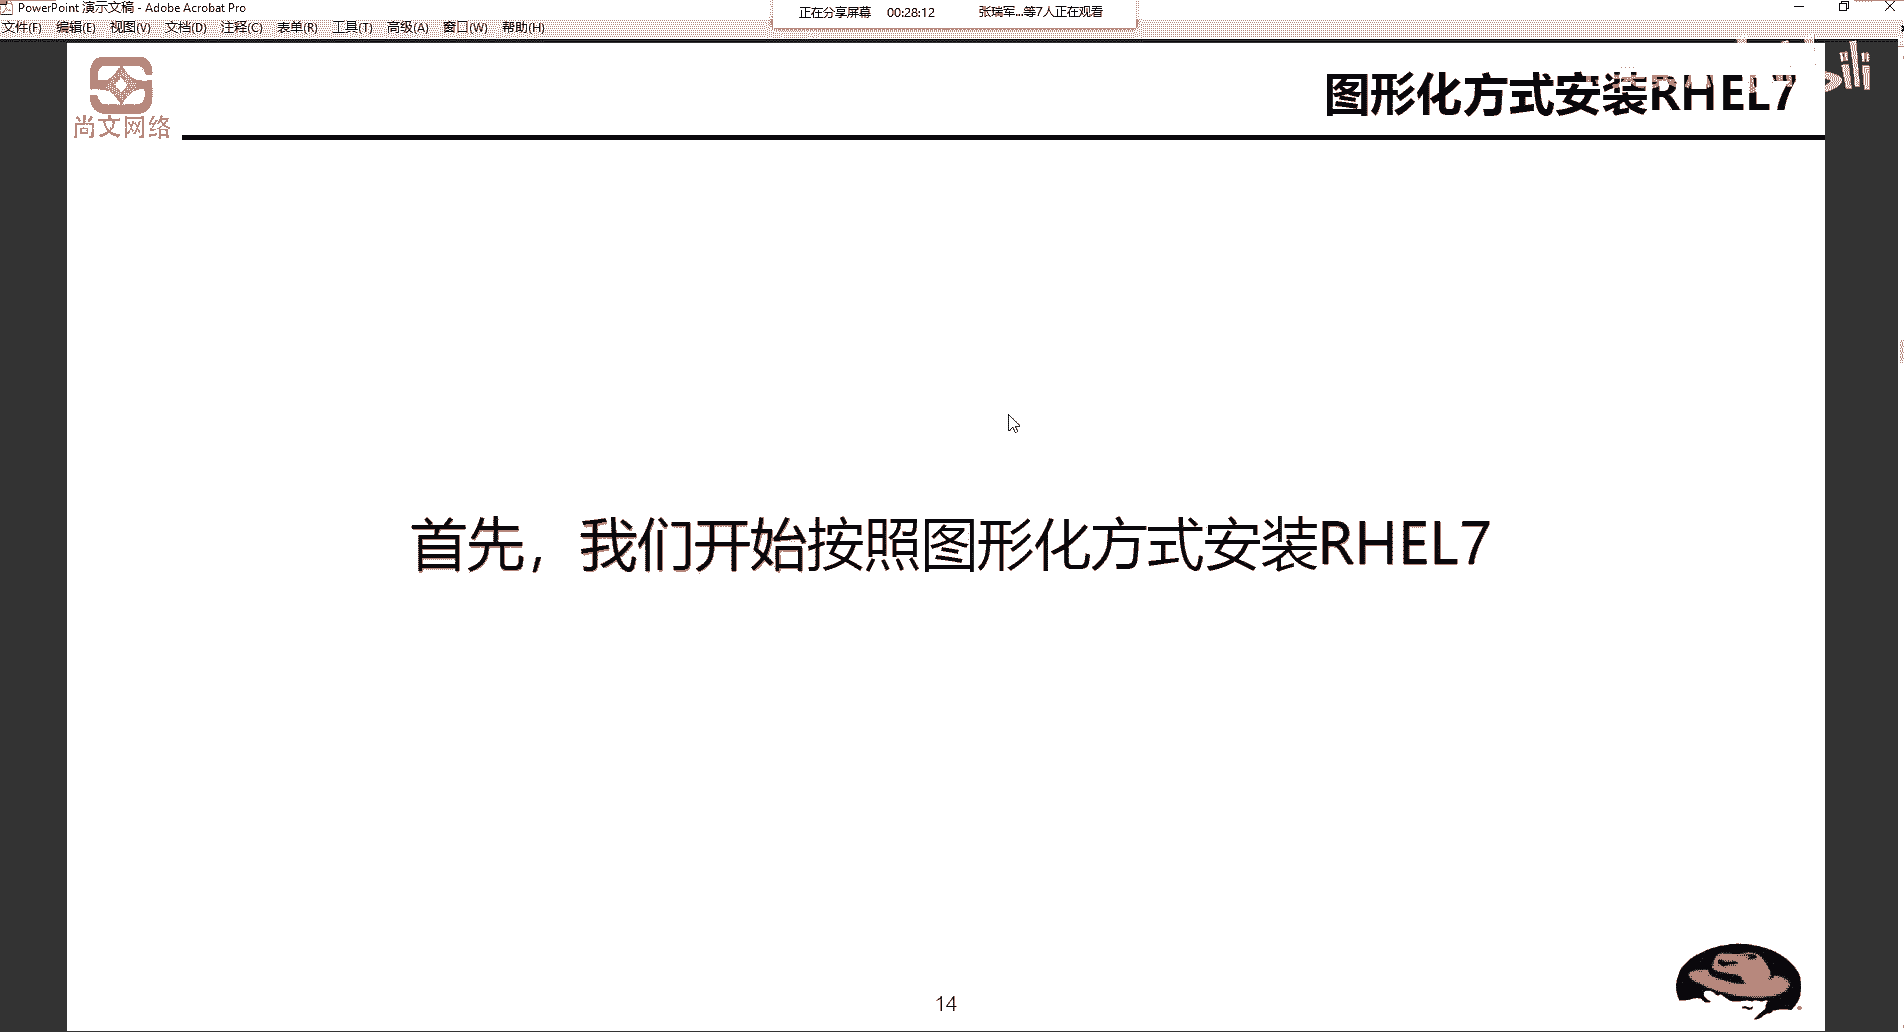 PowerPoint 演示文稿 - Adobe Acrobat Pro
正在分享屏幕 00:28:12 张瑞军...等7人正在观看
文件(F) 编辑(E) 视图(V) 文档(D) 注释(C) 表单(R) 工具(T) 高级(A) 窗口(W) 帮助(H)
图形化方式安装RHEL7
尚文网络
首先，我们开始按照图形化方式安装RHEL7
14